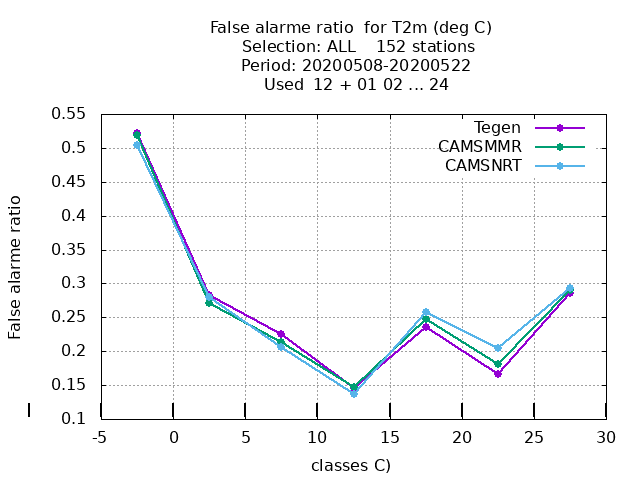 False alarme ratio  for T2m (deg C)
Selection: ALL    152 stations
Period: 20200508-20200522
Used  12 + 01 02 ... 24
0.55
0.5
0.45
0.4
0.35
0.3
0.25
0.2
0.15
0.1
False alarme ratio
Tegen
CAMSMMR
CAMSNRT
-5 0 5 10 15 20 25 30
classes C)